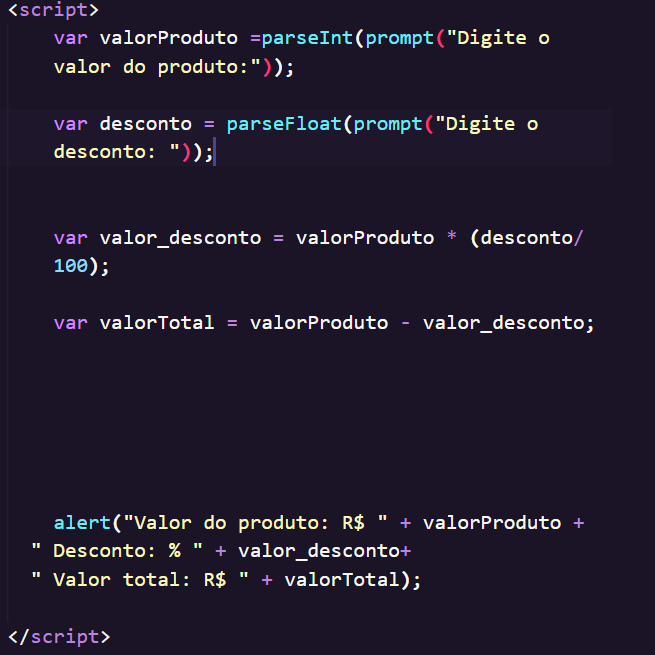 <script>
var valorProduto =parseInt(prompt("Digite o
valor do produto:"));
var desconto = parseFloat(prompt("Digite o
desconto: "));
var valor_desconto = valorProduto * (desconto/
100);
var valorTotal = valorProduto - valor_desconto;
alert("Valor do produto: R$ " + valorProduto +
" Desconto: % " + valor_desconto+
" Valor total: R$ " + valorTotal);
</script>